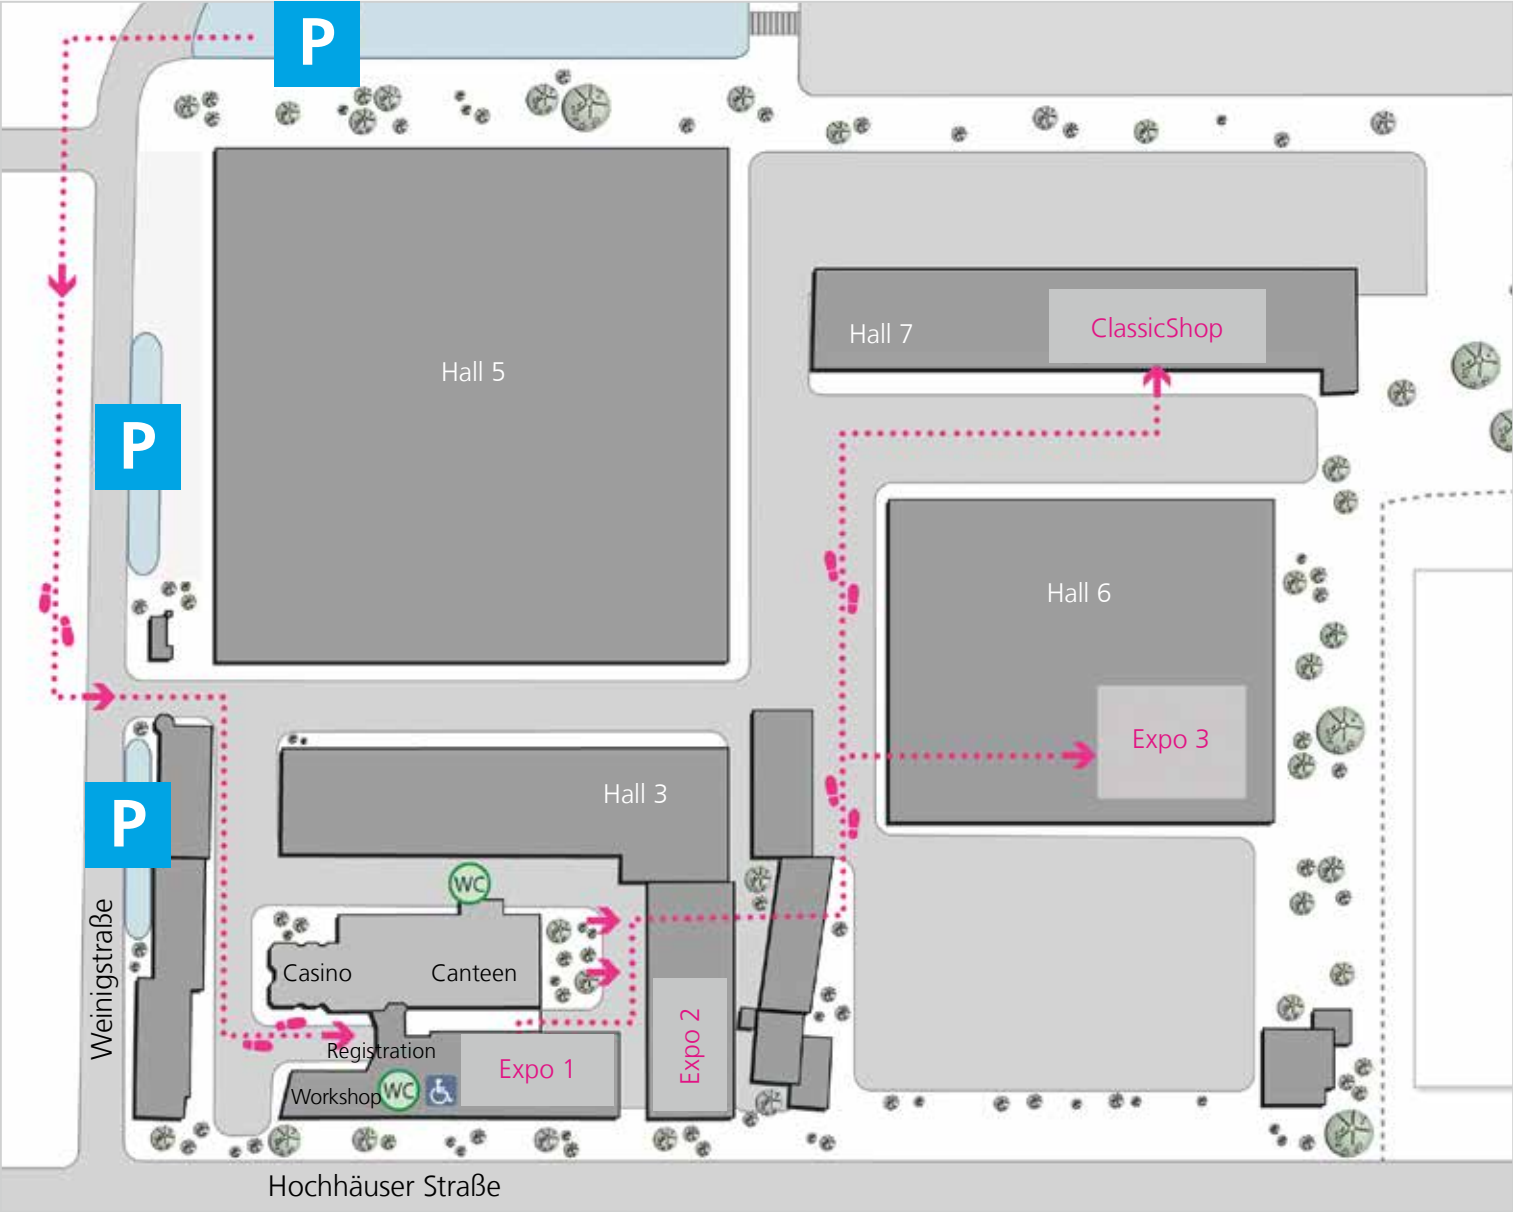 P
Hall 7
ClassicShop
Hall 5
P
Hall 6
Expo 3
Hall 3
P
WC
Weinigstraße
Casino
Canteen
Expo 2
Registration
Expo 1
Workshop
WC
Hochhäuser Straße